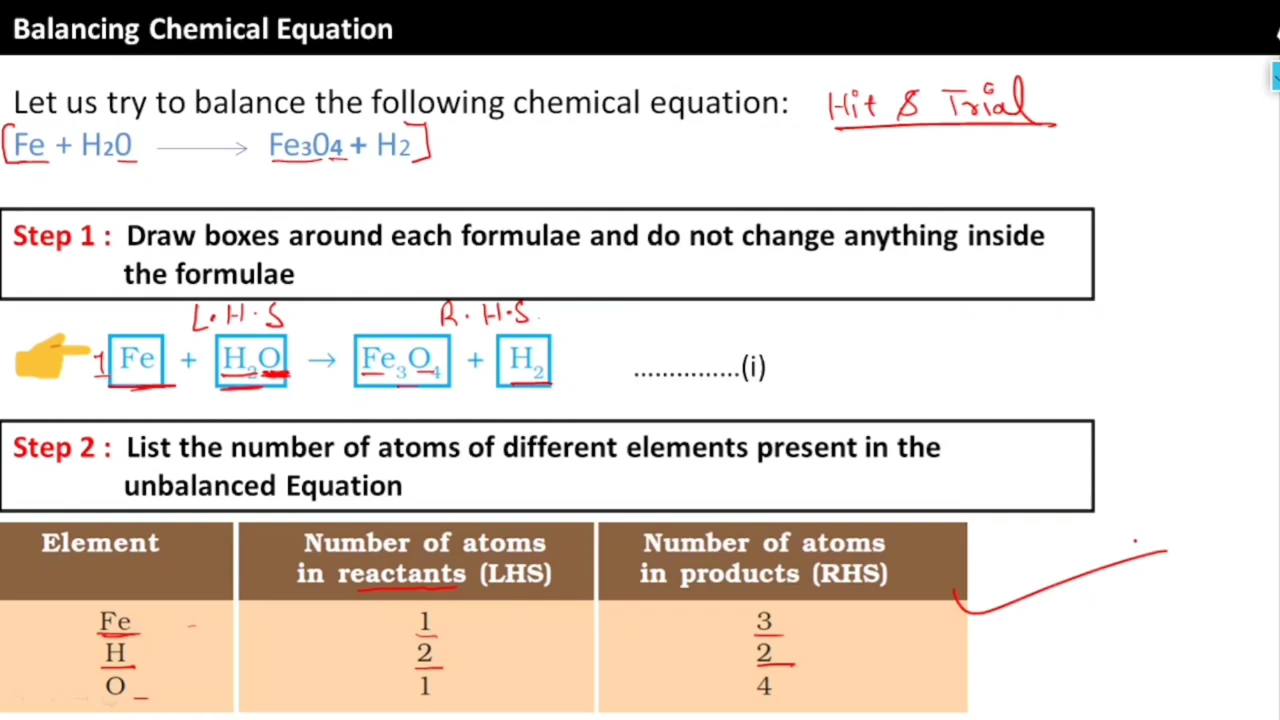 Balancing Chemical Equation
Let us try to balance the following chemical equation: Hit & Trial
[Fe + H2O → Fe3O4 + H2]
Step 1 : Draw boxes around each formulae and do not change anything inside
the formulae
L.H.S R.H.S.
1 Fe + H₂O → Fe₃O₄ + H₂ ...............(i)
Step 2 : List the number of atoms of different elements present in the
unbalanced Equation
Element Number of atoms in reactants (LHS) Number of atoms in products (RHS)
Fe 1 3
H 2 2
O 1 4